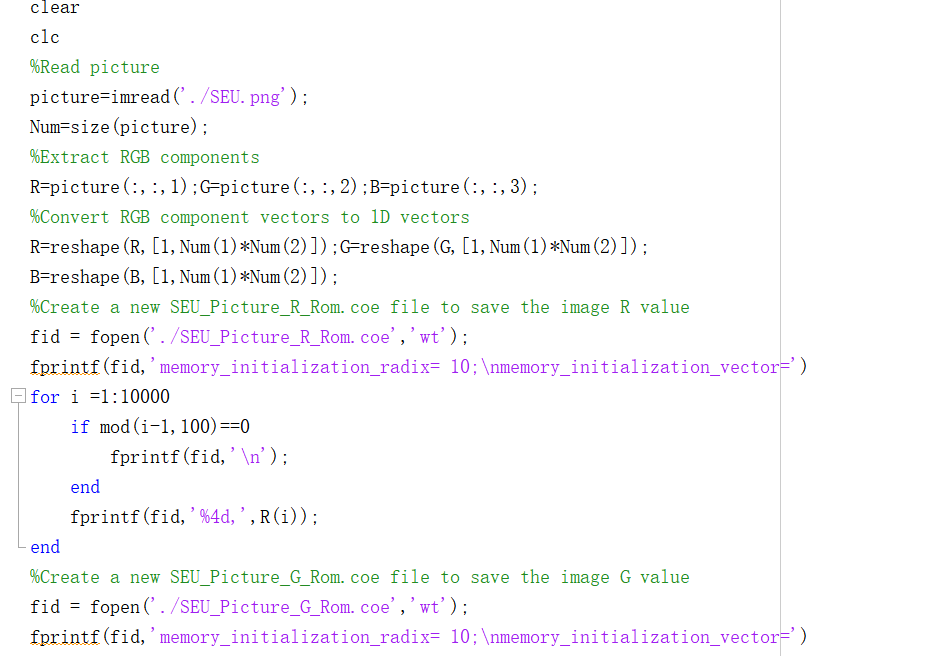 clear
clc
%Read picture
picture=imread('./SEU.png');
Num=size(picture);
%Extract RGB components
R=picture(:,:,1);G=picture(:,:,2);B=picture(:,:,3);
%Convert RGB component vectors to 1D vectors
R=reshape(R,[1,Num(1)*Num(2)]);G=reshape(G,[1,Num(1)*Num(2)]);
B=reshape(B,[1,Num(1)*Num(2)]);
%Create a new SEU_Picture_R_Rom.coe file to save the image R value
fid = fopen('./SEU_Picture_R_Rom.coe','wt');
fprintf(fid,'memory_initialization_radix= 10;\nmemory_initialization_vector=')
for i =1:10000
    if mod(i-1,100)==0
        fprintf(fid,'\n');
    end
    fprintf(fid,'%4d,',R(i));
end
%Create a new SEU_Picture_G_Rom.coe file to save the image G value
fid = fopen('./SEU_Picture_G_Rom.coe','wt');
fprintf(fid,'memory_initialization_radix= 10;\nmemory_initialization_vector=')